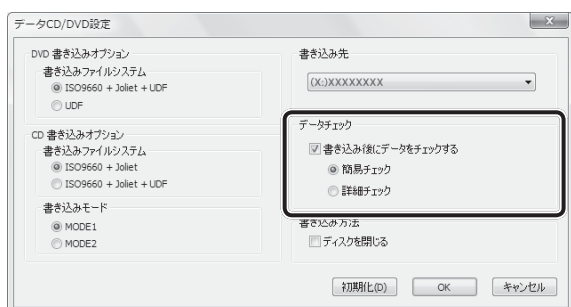 データCD/DVD設定
DVD 書き込みオプション
書き込みファイルシステム
ISO9660 + Joliet + UDF
UDF
CD 書き込みオプション
書き込みファイルシステム
ISO9660 + Joliet
ISO9660 + Joliet + UDF
書き込みモード
MODE1
MODE2
書き込み先
(X:)XXXXXXXX
データチェック
書き込み後にデータをチェックする
簡易チェック
詳細チェック
書き込み方法
ディスクを閉じる
初期化(D)
OK
キャンセル